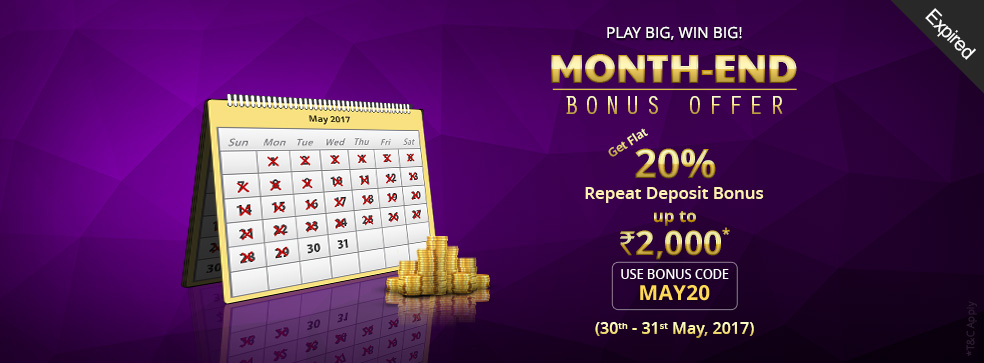 Expired
PLAY BIG, WIN BIG!
MONTH-END
BONUS OFFER
Get Flat
20%
Repeat Deposit Bonus
up to
₹2,000*
USE BONUS CODE
MAY20
(30th - 31st May, 2017)
*T&C Apply
May 2017
Sun Mon Tue Wed Thu Fri Sat
1 2 3 4 5 6
7 8 9 10 11 12 13
14 15 16 17 18 19 20
21 22 23 24 25 26 27
28 29 30 31
30